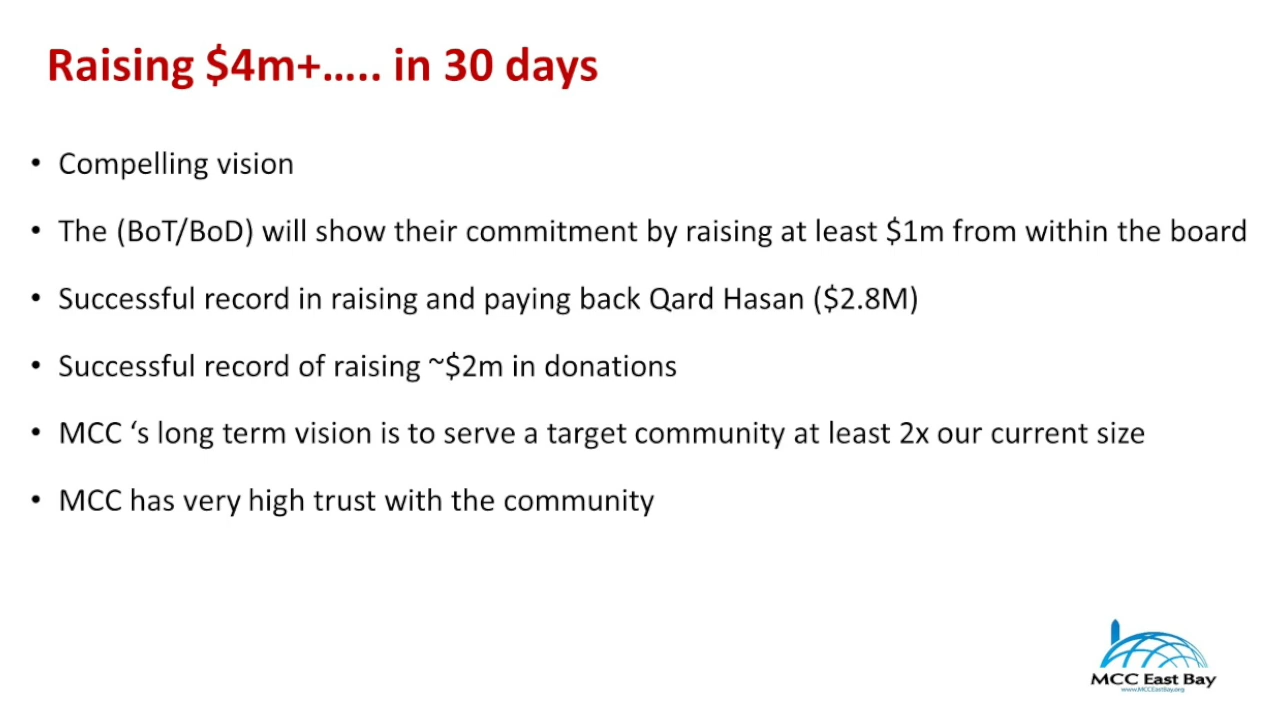 Raising $4m+..... in 30 days
• Compelling vision
• The (BoT/BoD) will show their commitment by raising at least $1m from within the board
• Successful record in raising and paying back Qard Hasan ($2.8M)
• Successful record of raising ~$2m in donations
• MCC ‘s long term vision is to serve a target community at least 2x our current size
• MCC has very high trust with the community
MCC East Bay
www.MCCEastBay.org